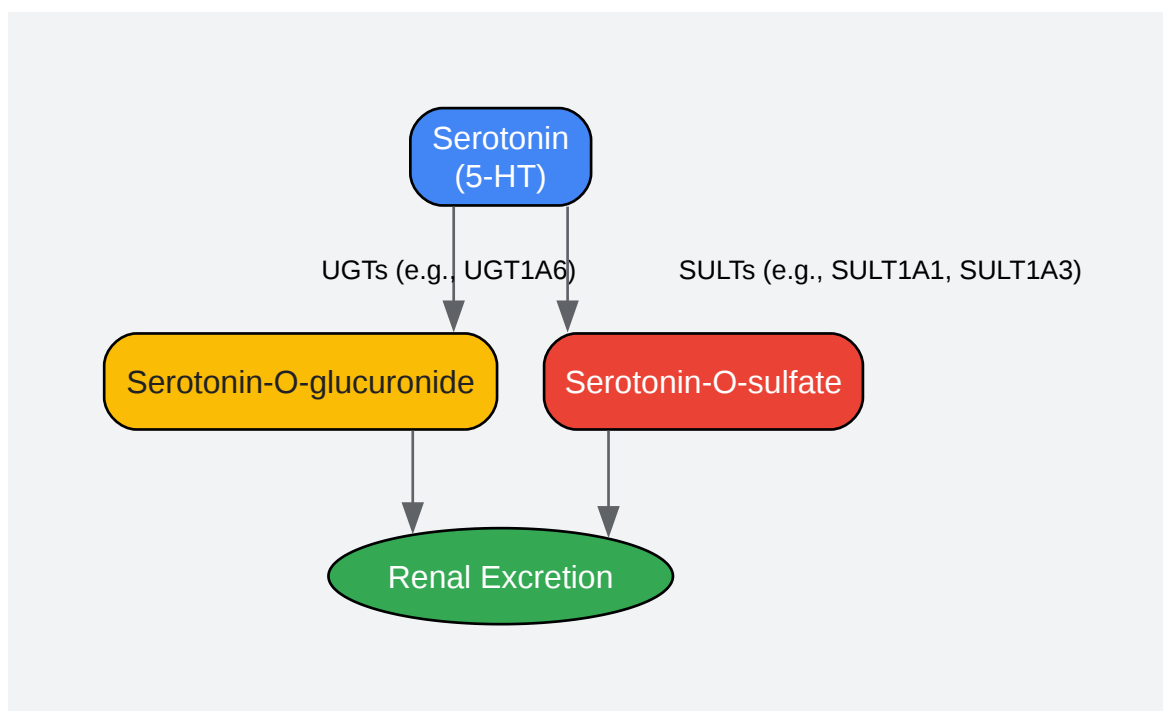 Serotonin
(5-HT)
UGTs (e.g., UGT1A6)
SULTs (e.g., SULT1A1, SULT1A3)
Serotonin-O-glucuronide
Serotonin-O-sulfate
Renal Excretion